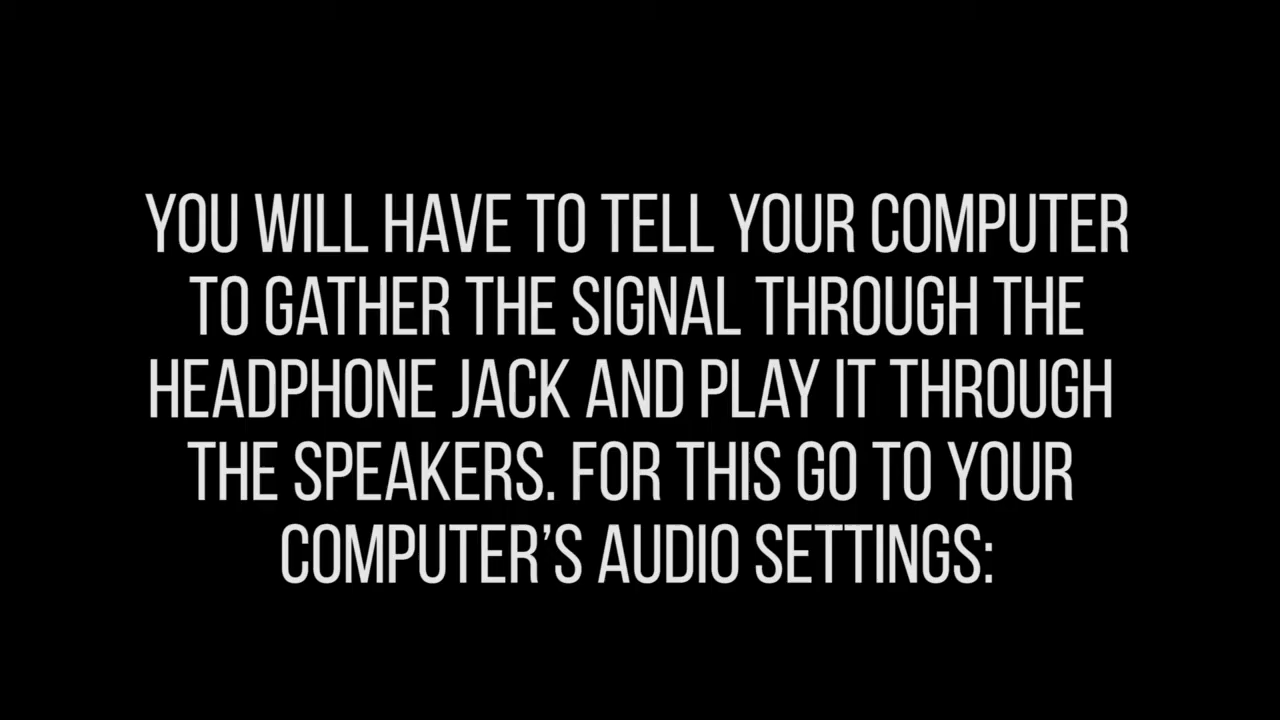 YOU WILL HAVE TO TELL YOUR COMPUTER
TO GATHER THE SIGNAL THROUGH THE
HEADPHONE JACK AND PLAY IT THROUGH
THE SPEAKERS. FOR THIS GO TO YOUR
COMPUTER’S AUDIO SETTINGS: